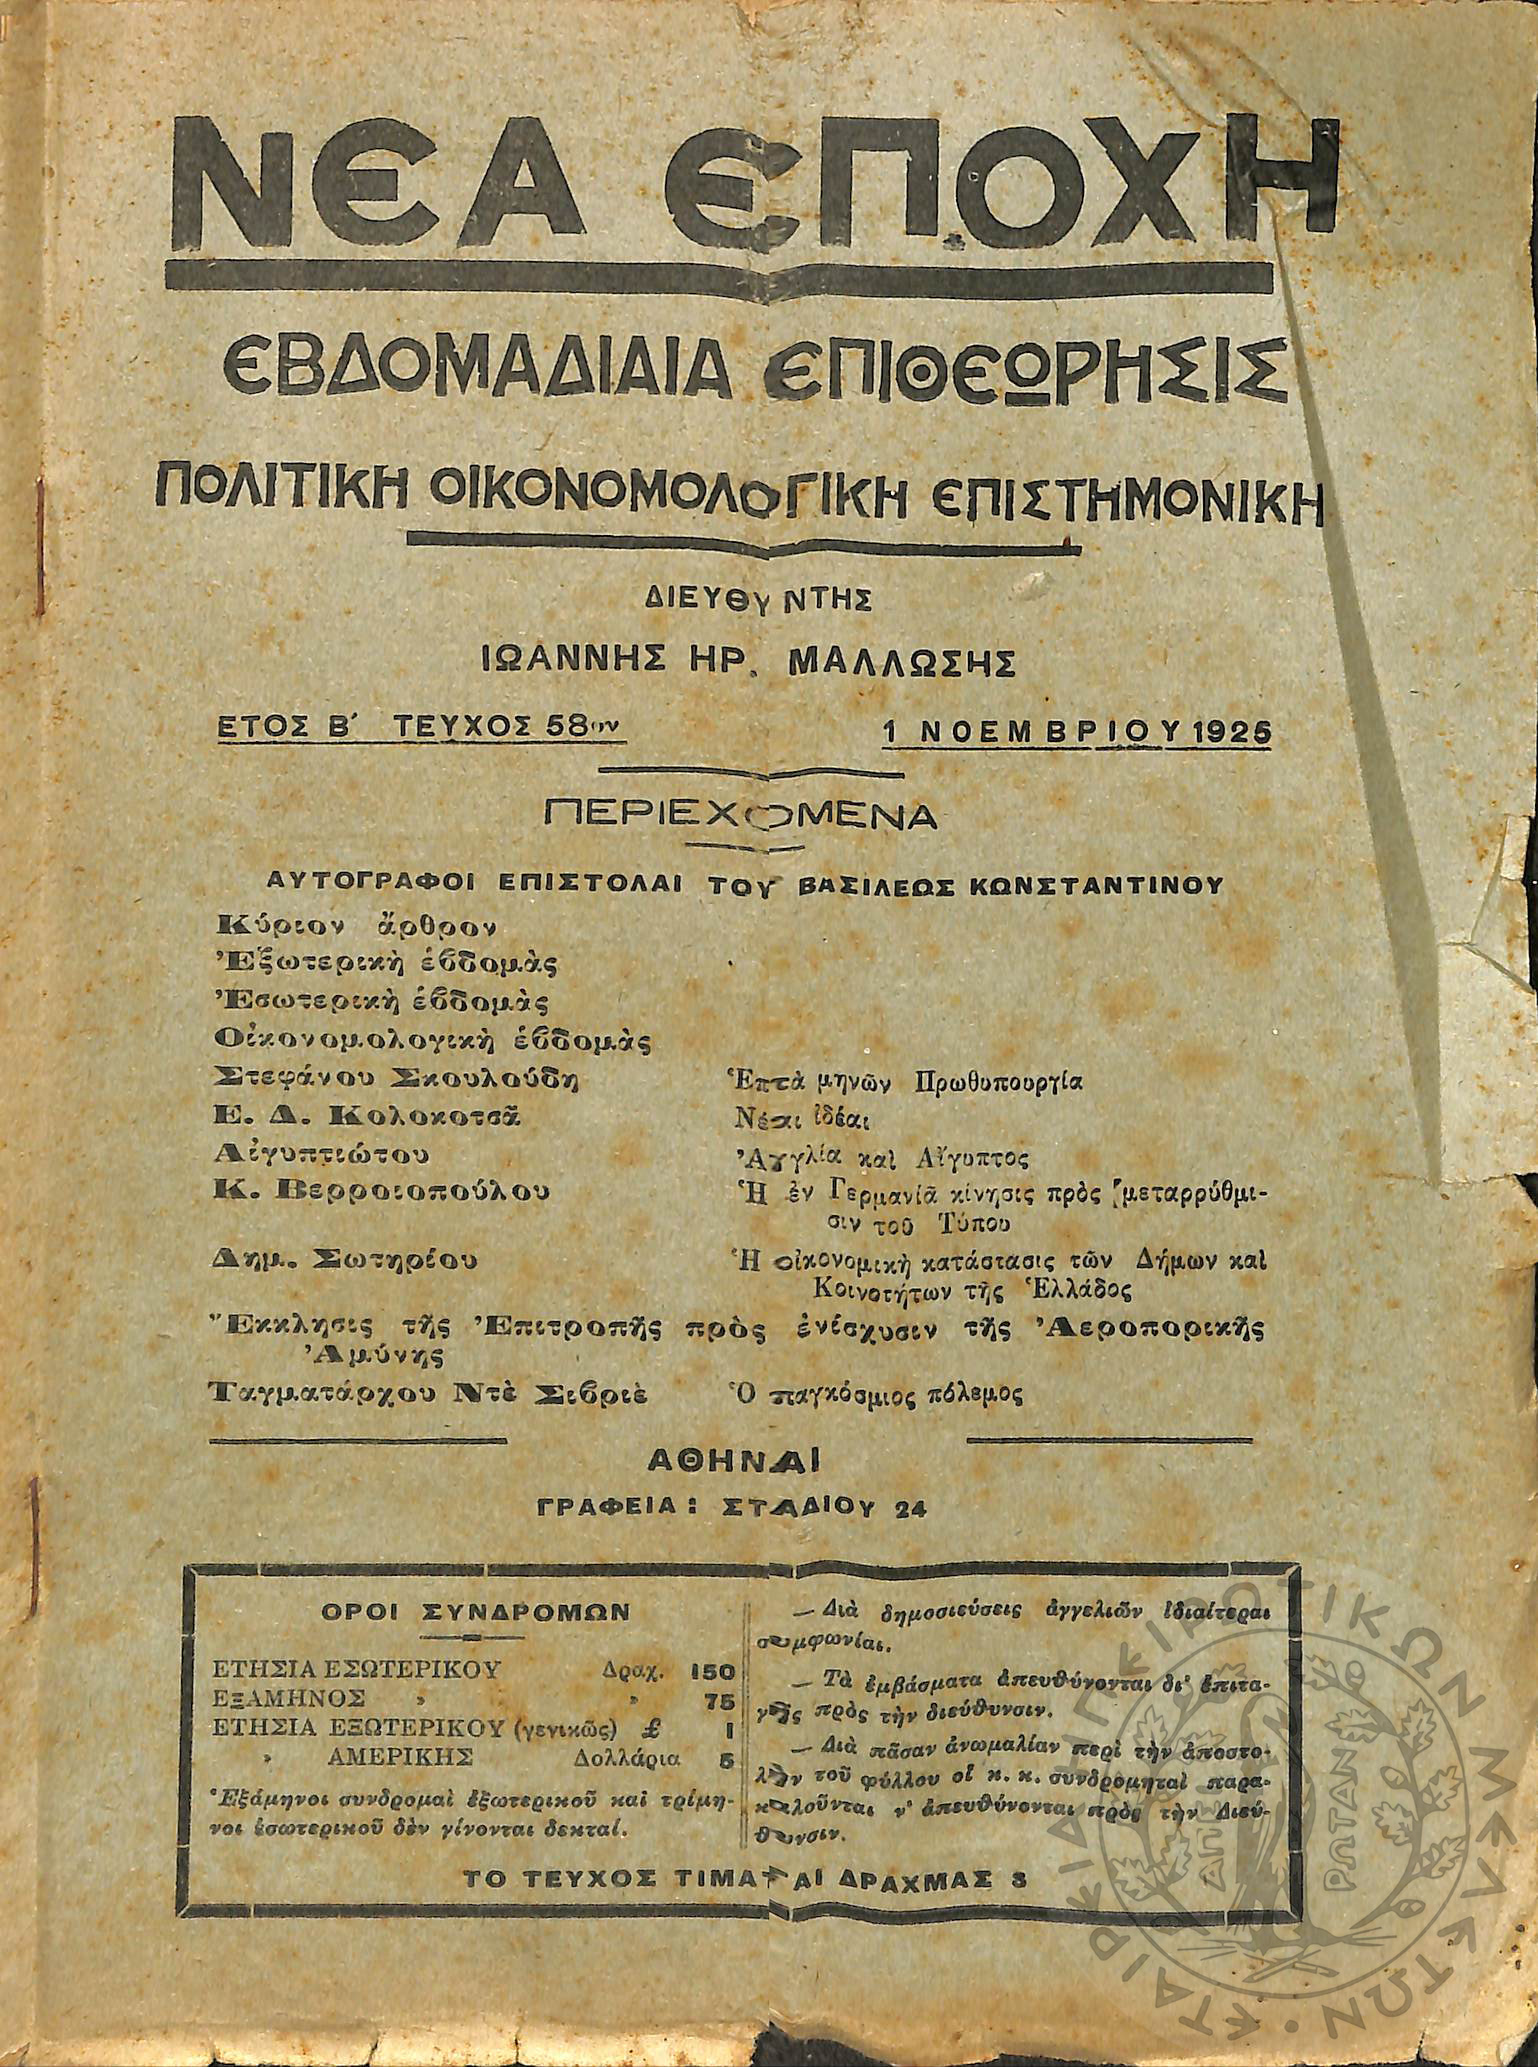 ΝΕΑ ΕΠΟΧΗ
ΕΒΔΟΜΑΔΙΑΙΑ ΕΠΙΘΕΩΡΗΣΙΣ
ΠΟΛΙΤΙΚΗ ΟΙΚΟΝΟΜΟΛΟΓΙΚΗ ΕΠΙΣΤΗΜΟΝΙΚΗ
ΔΙΕΥΘΥΝΤΗΣ
ΙΩΑΝΝΗΣ ΗΡ. ΜΑΛΛΩΣΗΣ
ΕΤΟΣ Β΄ ΤΕΥΧΟΣ 58ον 1 ΝΟΕΜΒΡΙΟΥ 1925
ΠΕΡΙΕΧΟΜΕΝΑ
ΑΥΤΟΓΡΑΦΟΙ ΕΠΙΣΤΟΛΑΙ ΤΟΥ ΒΑΣΙΛΕΩΣ ΚΩΝΣΤΑΝΤΙΝΟΥ
Κύριον ἄρθρον
Ἐξωτερικὴ ἑβδομὰς
Ἐσωτερικὴ ἑβδομὰς
Οἰκονομολογικὴ ἑβδομὰς
Στεφάνου Σκουλούδη Ἑπτὰ μηνῶν Πρωθυπουργία
Ε. Δ. Κολοκοτσᾶ Νέαι ἰδέαι
Αἰγυπτιώτου Ἀγγλία καὶ Αἴγυπτος
Κ. Βερροιοπούλου Ἡ ἐν Γερμανίᾳ κίνησις πρὸς μεταρρύθμι-
σιν τοῦ Τύπου
Δημ. Σωτηρίου Ἡ οἰκονομικὴ κατάστασις τῶν Δήμων καὶ
Κοινοτήτων τῆς Ἑλλάδος
Ἔκκλησις τῆς Ἐπιτροπῆς πρὸς ἐνίσχυσιν τῆς Ἀεροπορικῆς
Ἀμύνης
Ταγματάρχου Ντὲ Σιβριὲ Ὁ παγκόσμιος πόλεμος
ΑΘΗΝΑΙ
ΓΡΑΦΕΙΑ: ΣΤΑΔΙΟΥ 24
ΟΡΟΙ ΣΥΝΔΡΟΜΩΝ
ΕΤΗΣΙΑ ΕΣΩΤΕΡΙΚΟΥ Δραχ. 150
ΕΞΑΜΗΝΟΣ » » 75
ΕΤΗΣΙΑ ΕΞΩΤΕΡΙΚΟΥ (γενικῶς) £ 1
» ΑΜΕΡΙΚΗΣ Δολλάρια 5
Ἑξάμηνοι συνδρομαὶ ἐξωτερικοῦ καὶ τρίμη-
νοι ἐσωτερικοῦ δὲν γίνονται δεκταί.
— Διὰ δημοσιεύσεις ἀγγελιῶν ἰδιαίτεραι
συμφωνίαι.
— Τὰ ἐμβάσματα ἀπευθύνονται δι' ἐπιτα-
γῆς πρὸς τὴν διεύθυνσιν.
— Διὰ πᾶσαν ἀνωμαλίαν περὶ τὴν ἀποστο-
λὴν τοῦ φύλλου οἱ κ. κ. συνδρομηταὶ παρα-
καλοῦνται ν' ἀπευθύνονται πρὸς τὴν Διεύ-
θυνσιν.
ΤΟ ΤΕΥΧΟΣ ΤΙΜΑΤΑΙ ΔΡΑΧΜΑΣ 3
ΕΤΑΙΡΕΙΑ ΗΠΕΙΡΩΤΙΚΩΝ ΜΕΛΕΤΩΝ
ΑΠΕΙ
ΡΩΤΑΝ